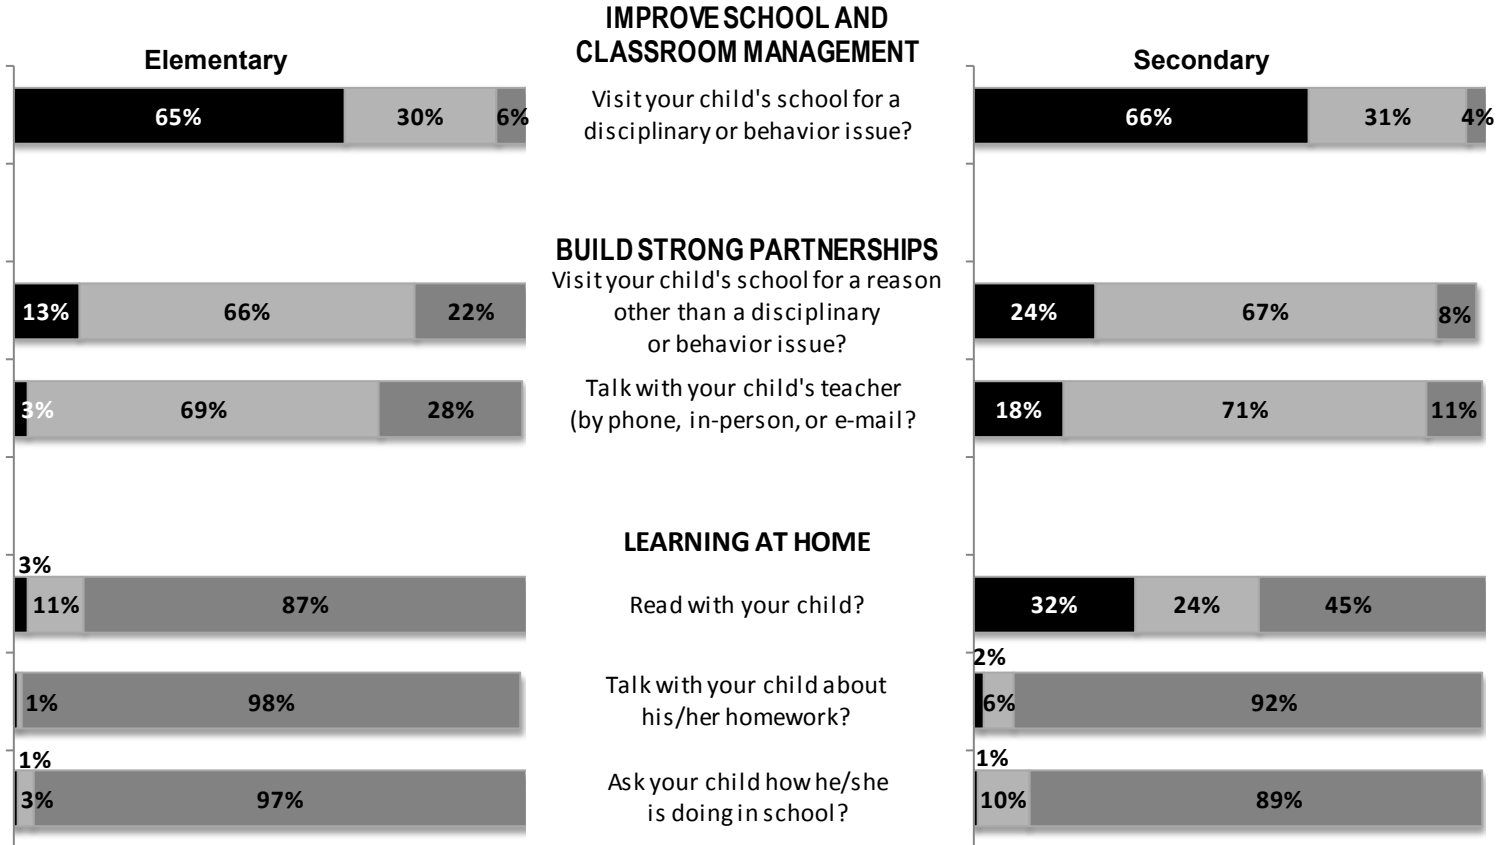 IMPROVE SCHOOL AND
CLASSROOM MANAGEMENT
Elementary
Secondary
65%
30%
6%
Visit your child's school for a
disciplinary or behavior issue?
66%
31%
4%
BUILD STRONG PARTNERSHIPS
13%
66%
22%
Visit your child's school for a reason
other than a disciplinary
or behavior issue?
24%
67%
8%
3%
69%
28%
Talk with your child's teacher
(by phone, in-person, or e-mail?
18%
71%
11%
LEARNING AT HOME
3%
11%
87%
Read with your child?
32%
24%
45%
1%
98%
Talk with your child about
his/her homework?
2%
6%
92%
1%
3%
97%
Ask your child how he/she
is doing in school?
1%
10%
89%